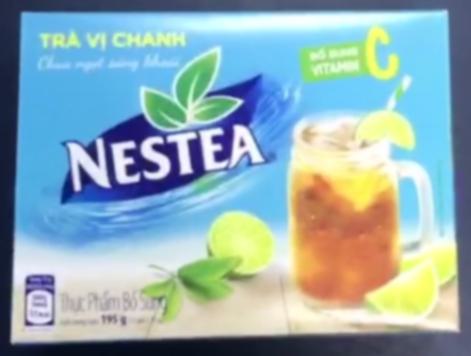 TRÀ VỊ CHANH
Chua ngọt sảng khoái
BỔ SUNG
VITAMIN C
NESTEA
Thực Phẩm Bổ Sung
195 g